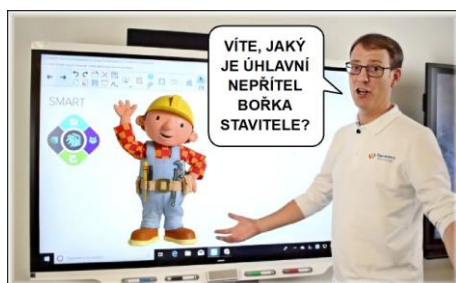 VÍTE, JAKÝ
JE ÚHLAVNÍ
NEPŘÍTEL
BOŘKA
STAVITELE?
SMART